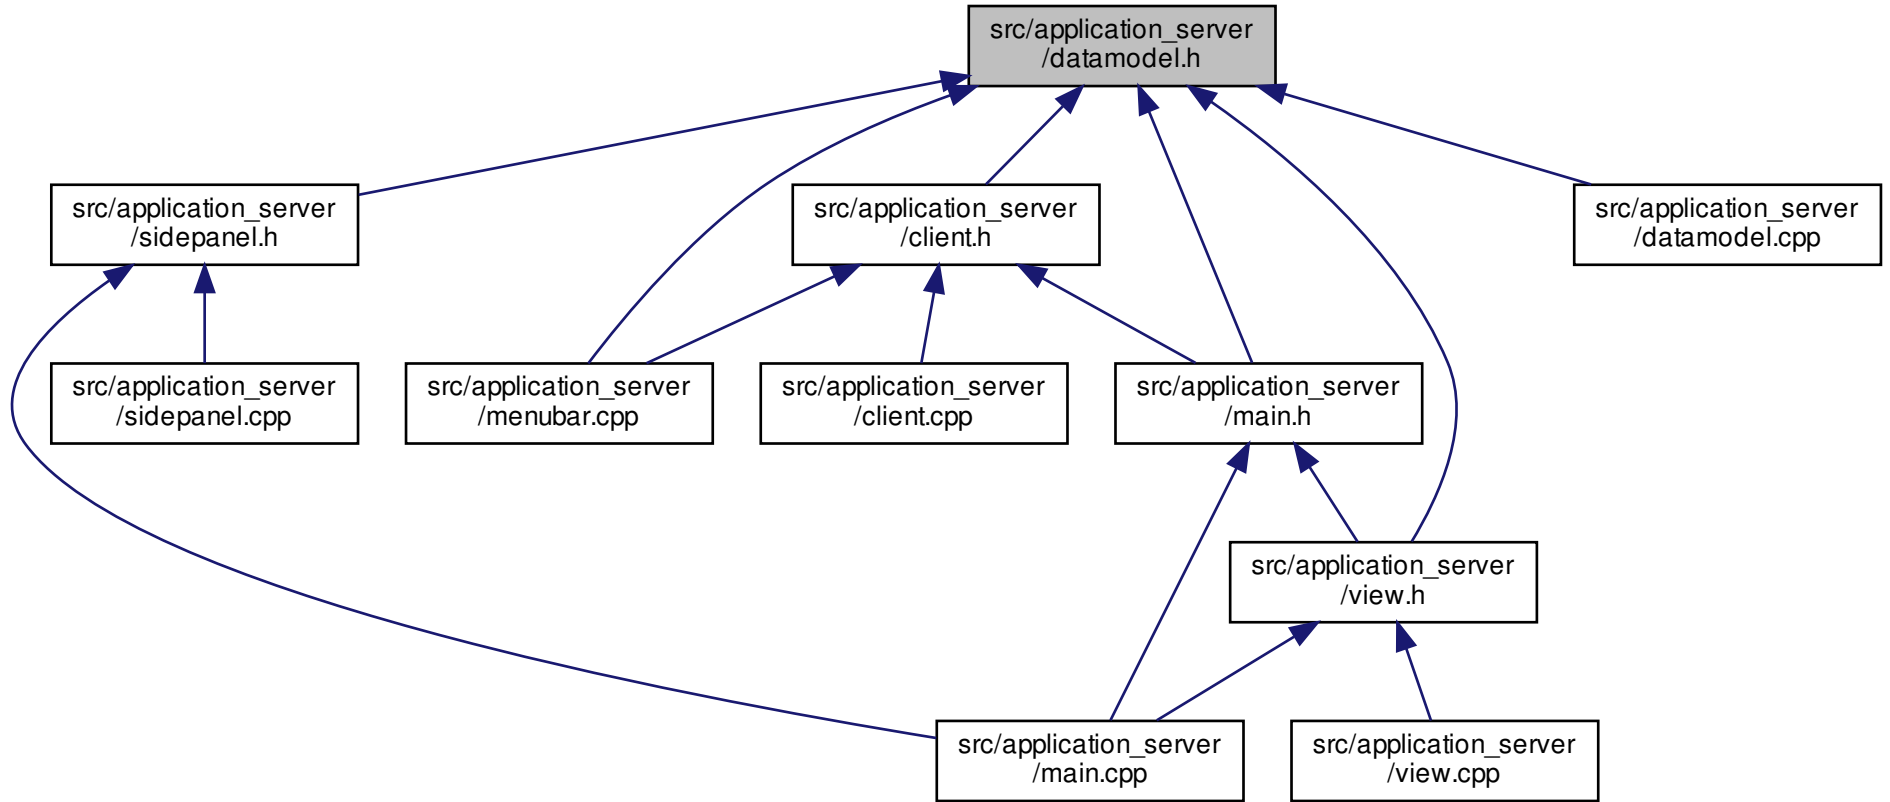 src/application_server
/datamodel.h
src/application_server
/sidepanel.h
src/application_server
/client.h
src/application_server
/datamodel.cpp
src/application_server
/sidepanel.cpp
src/application_server
/menubar.cpp
src/application_server
/client.cpp
src/application_server
/main.h
src/application_server
/view.h
src/application_server
/main.cpp
src/application_server
/view.cpp